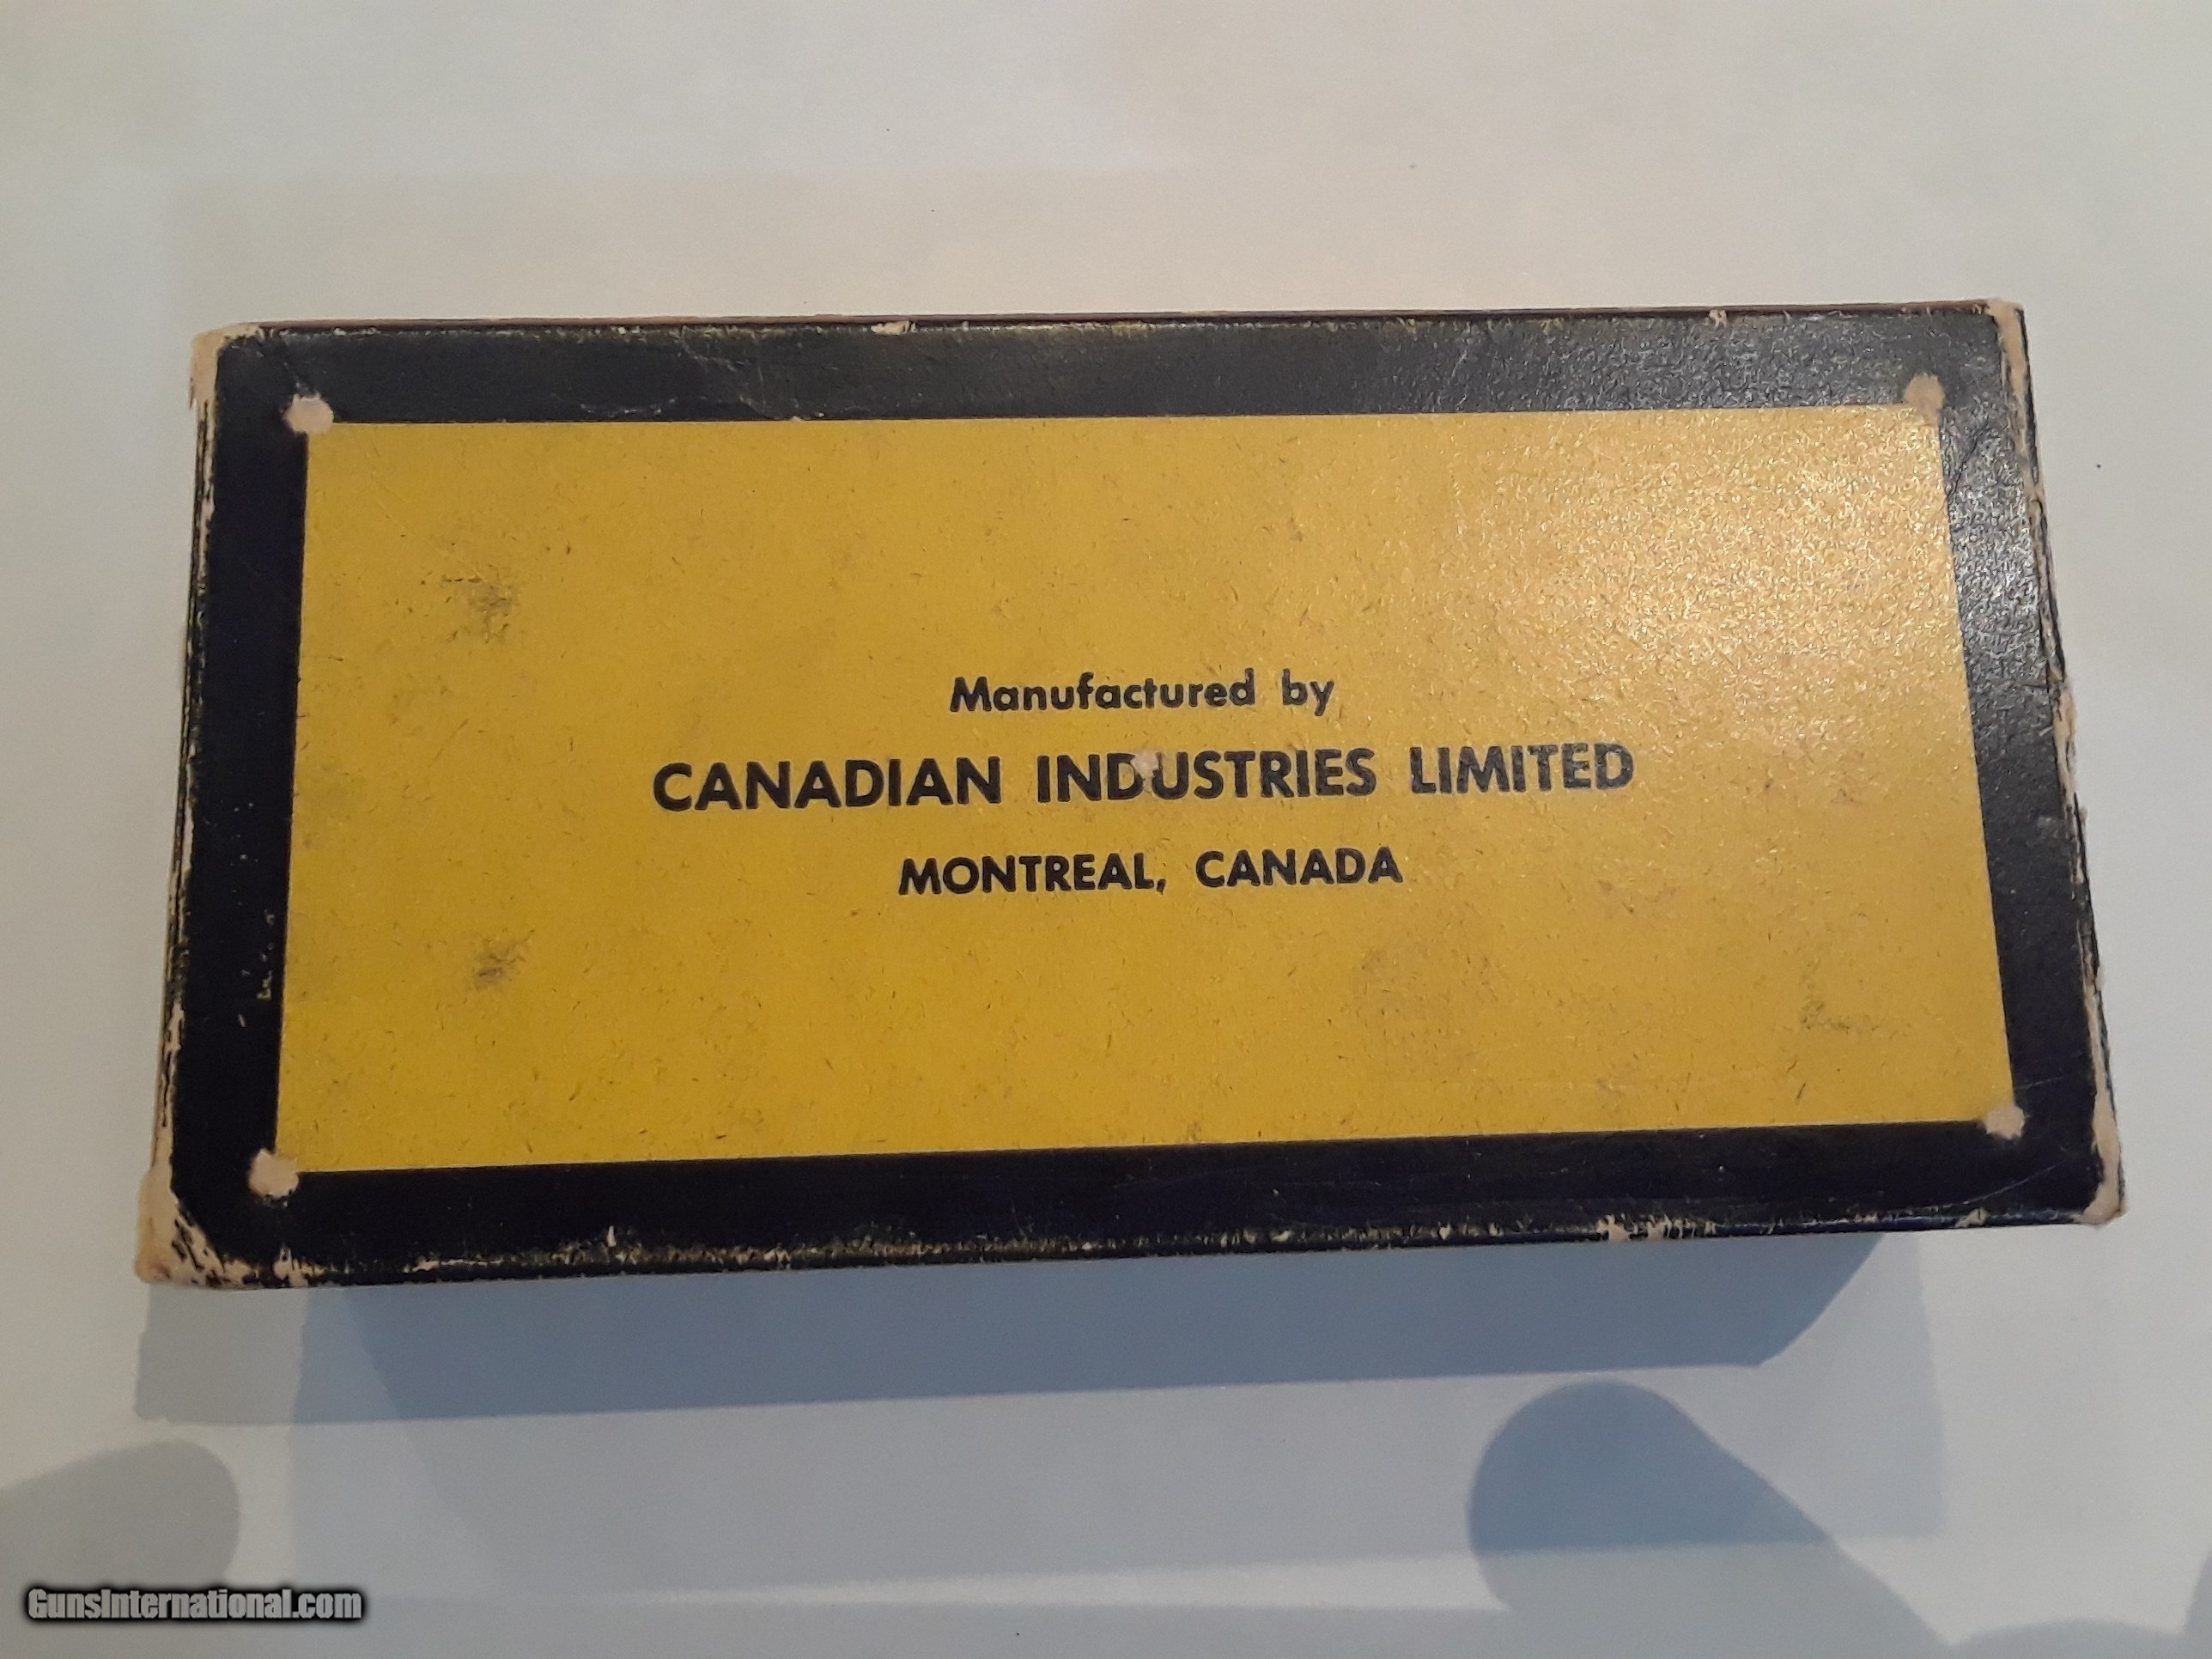 Manufactured by
CANADIAN INDUSTRIES LIMITED
MONTREAL, CANADA
GunsInternational.com